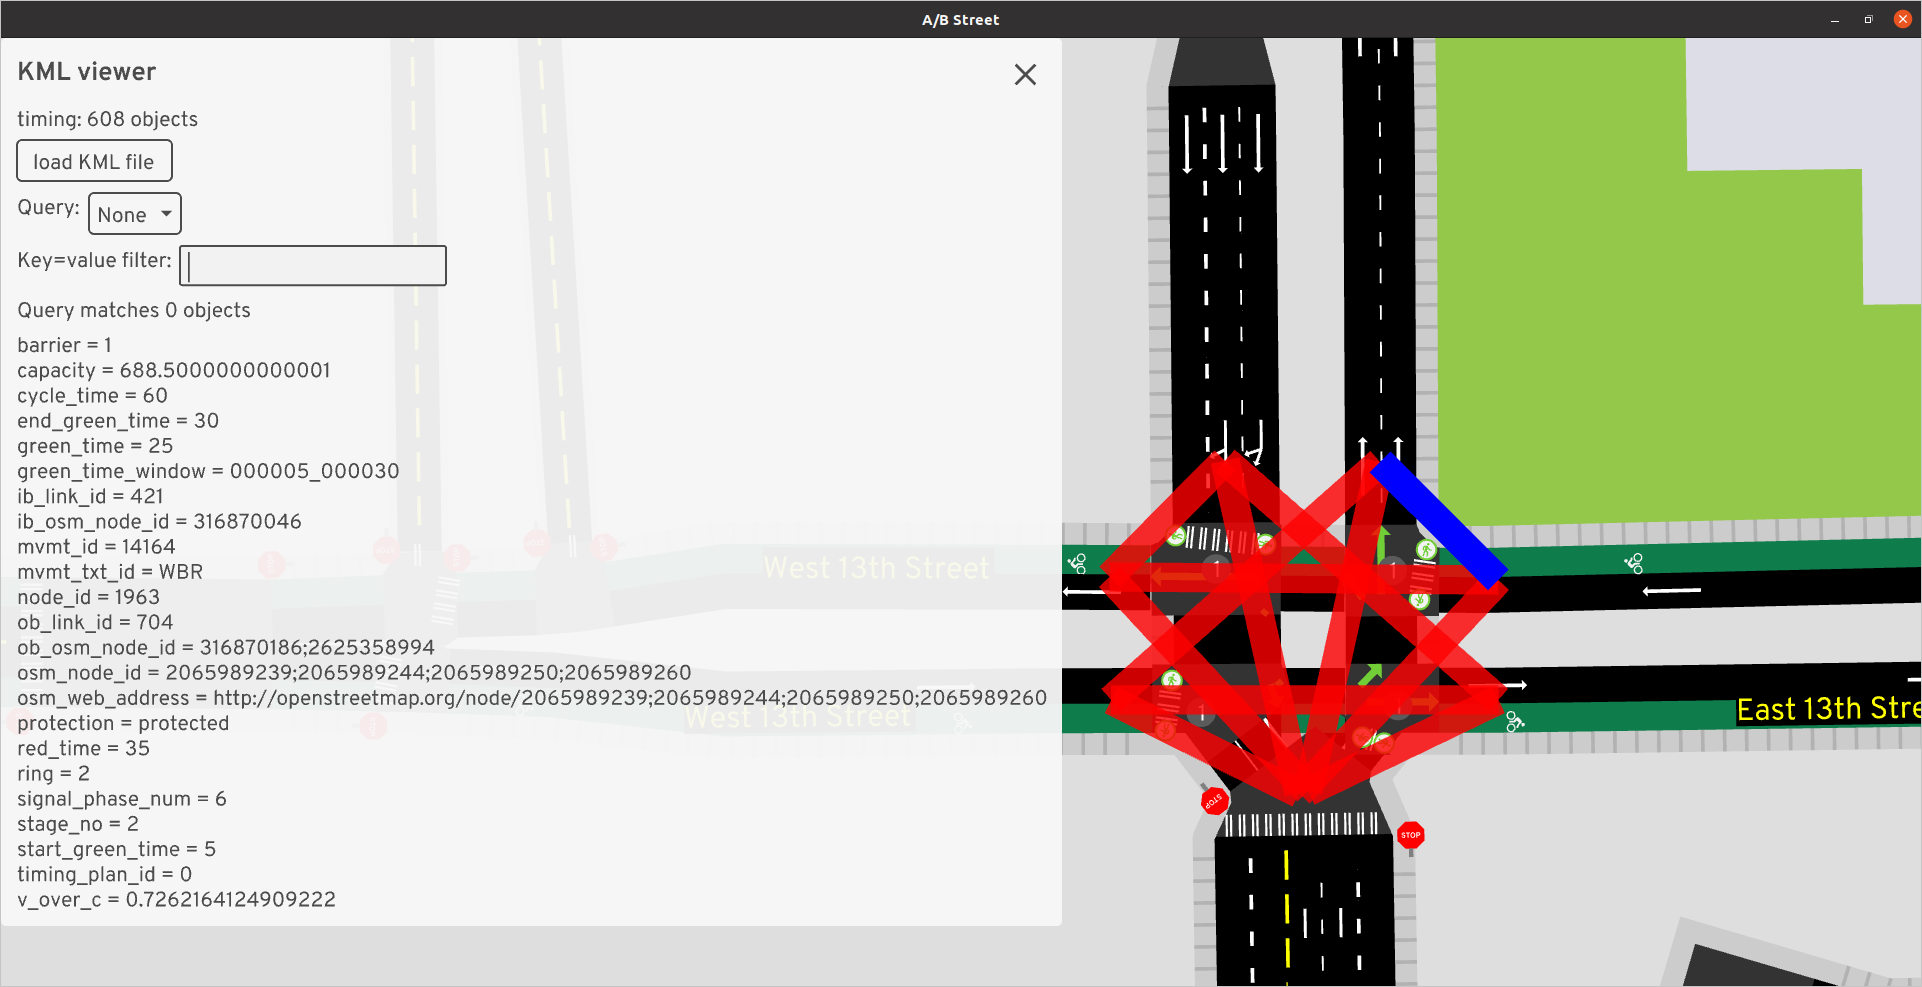 A/B Street
KML viewer
timing: 608 objects
load KML file
Query: None
Key=value filter:
Query matches 0 objects
barrier = 1
capacity = 688.5000000000001
cycle_time = 60
end_green_time = 30
green_time = 25
green_time_window = 000005_000030
ib_link_id = 421
ib_osm_node_id = 316870046
mvmt_id = 14164
mvmt_txt_id = WBR
node_id = 1963
ob_link_id = 704
ob_osm_node_id = 316870186;2625358994
osm_node_id = 2065989239;2065989244;2065989250;2065989260
osm_web_address = http://openstreetmap.org/node/2065989239;2065989244;2065989250;2065989260
protection = protected
red_time = 35
ring = 2
signal_phase_num = 6
stage_no = 2
start_green_time = 5
timing_plan_id = 0
v_over_c = 0.7262164124909222
West 13th Street
West 13th Street
1
1
1
East 13th Stre
STOP
STOP